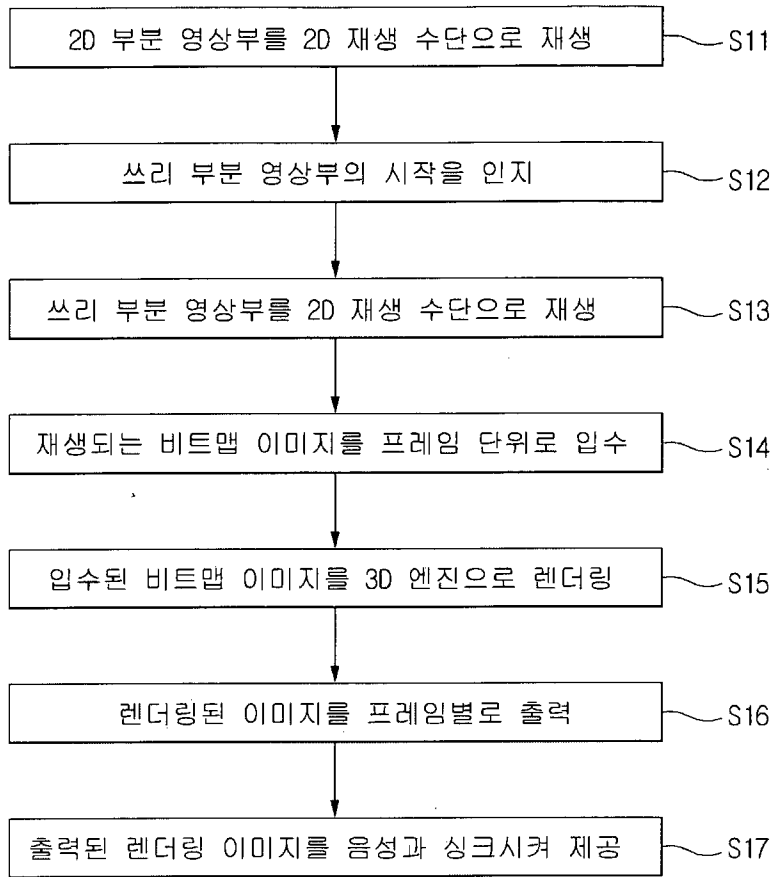 2D 부분 영상부를 2D 재생 수단으로 재생 S11
쓰리 부분 영상부의 시작을 인지 S12
쓰리 부분 영상부를 2D 재생 수단으로 재생 S13
재생되는 비트맵 이미지를 프레임 단위로 입수 S14
입수된 비트맵 이미지를 3D 엔진으로 렌더링 S15
렌더링된 이미지를 프레임별로 출력 S16
출력된 렌더링 이미지를 음성과 싱크시켜 제공 S17